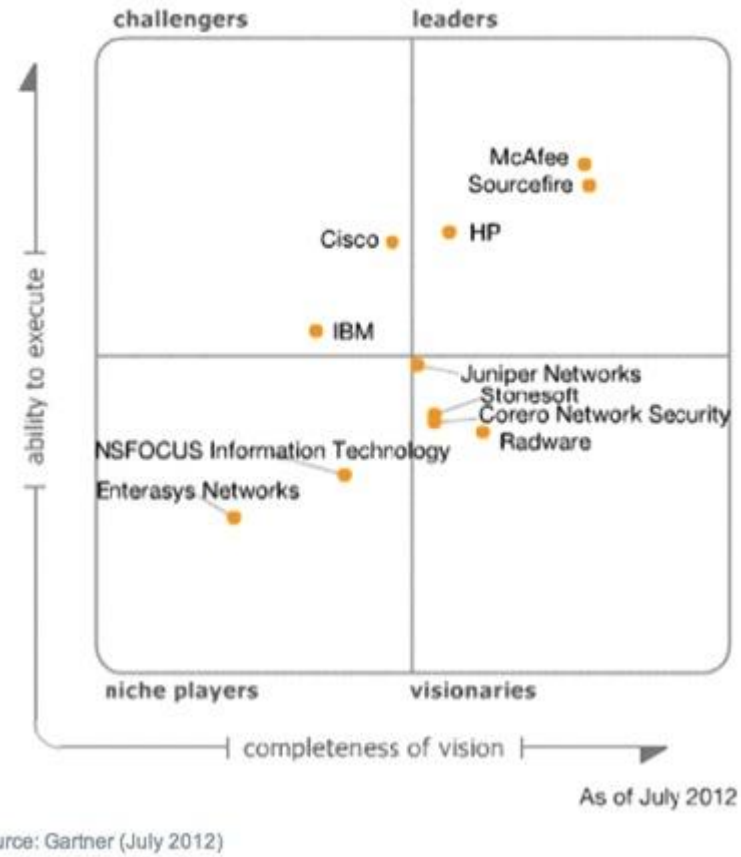 challengers
leaders
McAfee
Sourcefire
Cisco
HP
IBM
ability to execute
Juniper Networks
Stonesoft
Corero Network Security
Radware
NSFOCUS Information Technology
Enterasys Networks
niche players
visionaries
completeness of vision
As of July 2012
urce: Gartner (July 2012)